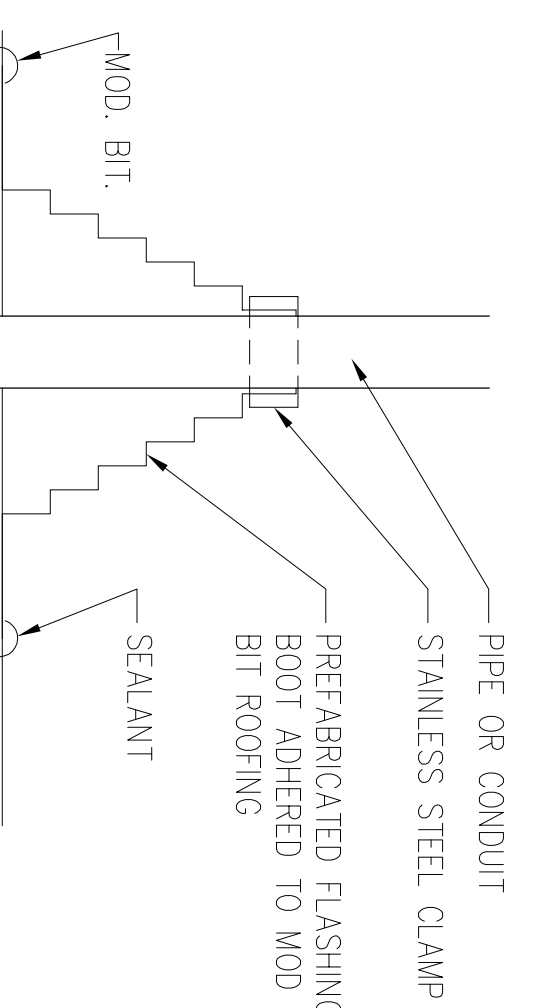 PIPE OR CONDUIT
STAINLESS STEEL CLAMP
PREFABRICATED FLASHING
BOOT ADHERED TO MOD
BIT ROOFING
SEALANT
MOD. BIT.